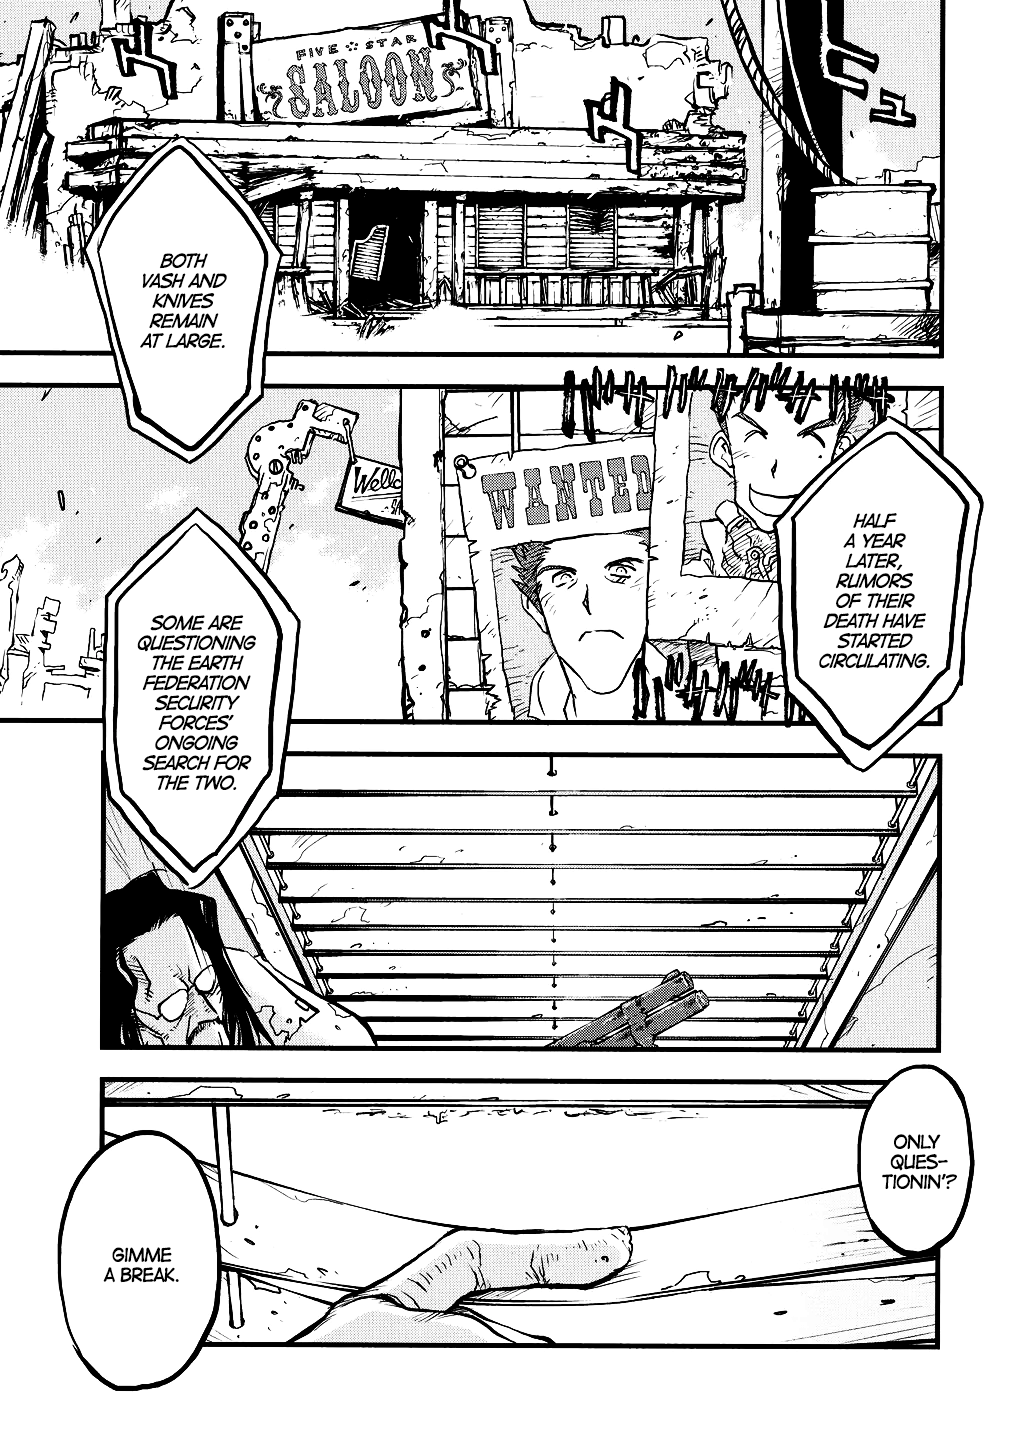 FIVE ☆ STAR
SALOON
BOTH
VASH AND
KNIVES
REMAIN
AT LARGE.
WANTED
HALF
A YEAR
LATER,
RUMORS
OF THEIR
DEATH HAVE
STARTED
CIRCULATING.
SOME ARE
QUESTIONING
THE EARTH
FEDERATION
SECURITY
FORCES'
ONGOING
SEARCH FOR
THE TWO.
ONLY
QUES-
TIONIN'?
GIMME
A BREAK.